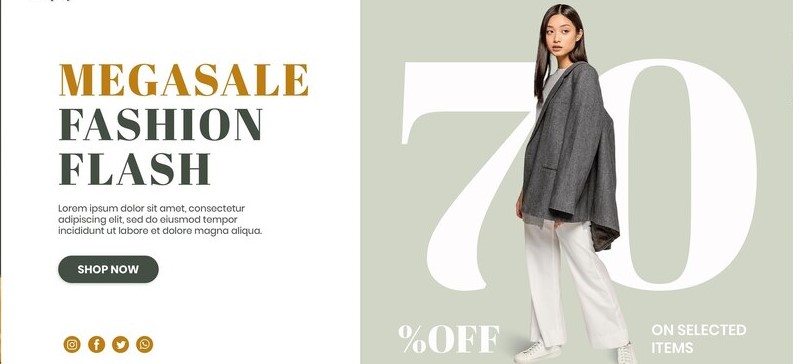 MEGASALE
FASHION
FLASH
Lorem ipsum dolor sit amet, consectetur
adipiscing elit, sed do eiusmod tempor
incididunt ut labore et dolore magna aliqua.
SHOP NOW
70
%OFF
ON SELECTED
ITEMS